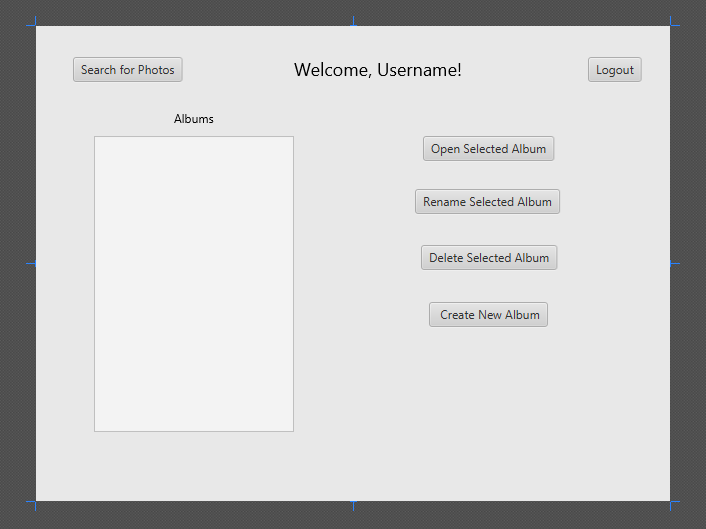 Search for Photos
Welcome, Username!
Logout
Albums
Open Selected Album
Rename Selected Album
Delete Selected Album
Create New Album